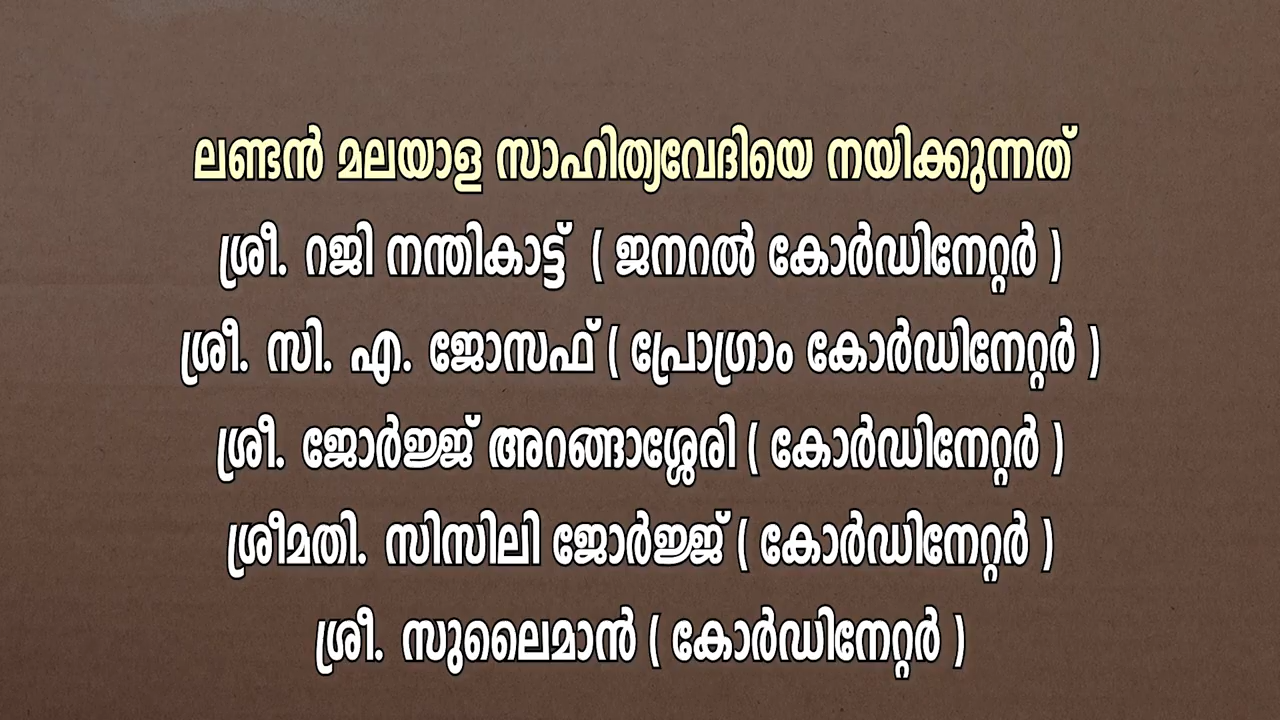 ലണ്ടൻ മലയാള സാഹിത്യവേദിയെ നയിക്കുന്നത്
ശ്രീ. റജി നന്തികാട്ട് ( ജനറൽ കോർഡിനേറ്റർ )
ശ്രീ. സി. എ. ജോസഫ് ( പ്രോഗ്രാം കോർഡിനേറ്റർ )
ശ്രീ. ജോർജ്ജ് അറങ്ങാശ്ശേരി ( കോർഡിനേറ്റർ )
ശ്രീമതി. സിസിലി ജോർജ്ജ് ( കോർഡിനേറ്റർ )
ശ്രീ. സുലൈമാൻ ( കോർഡിനേറ്റർ )